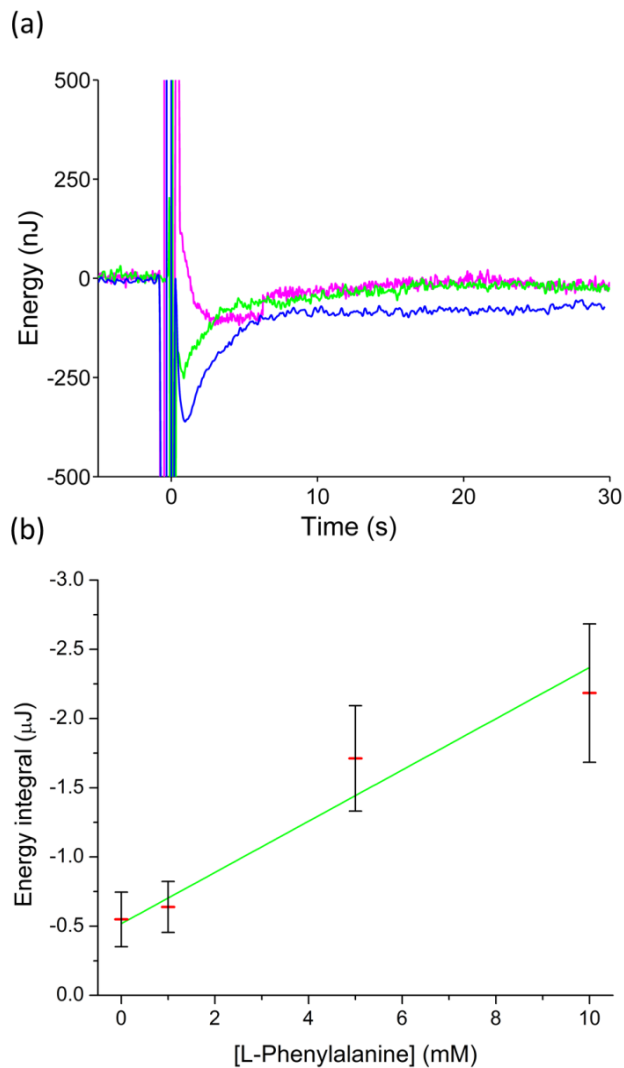 (a)
500
250
0
-250
-500
Energy (nJ)
0 10 20 30
Time (s)
(b)
-3.0
-2.5
-2.0
-1.5
-1.0
-0.5
0.0
Energy integral (µJ)
0 2 4 6 8 10
[L-Phenylalanine] (mM)